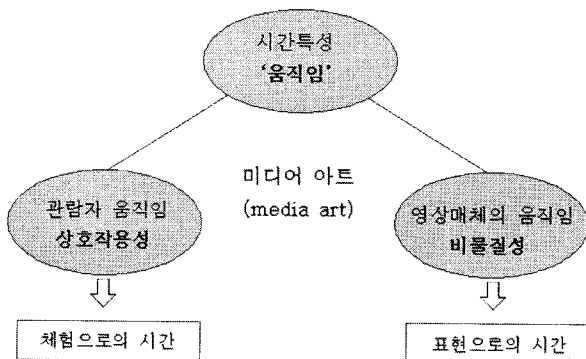 시간특성
‘움직임’
미디어 아트
(media art)
관람자 움직임
상호작용성
영상매체의 움직임
비물질성
체험으로의 시간
표현으로의 시간